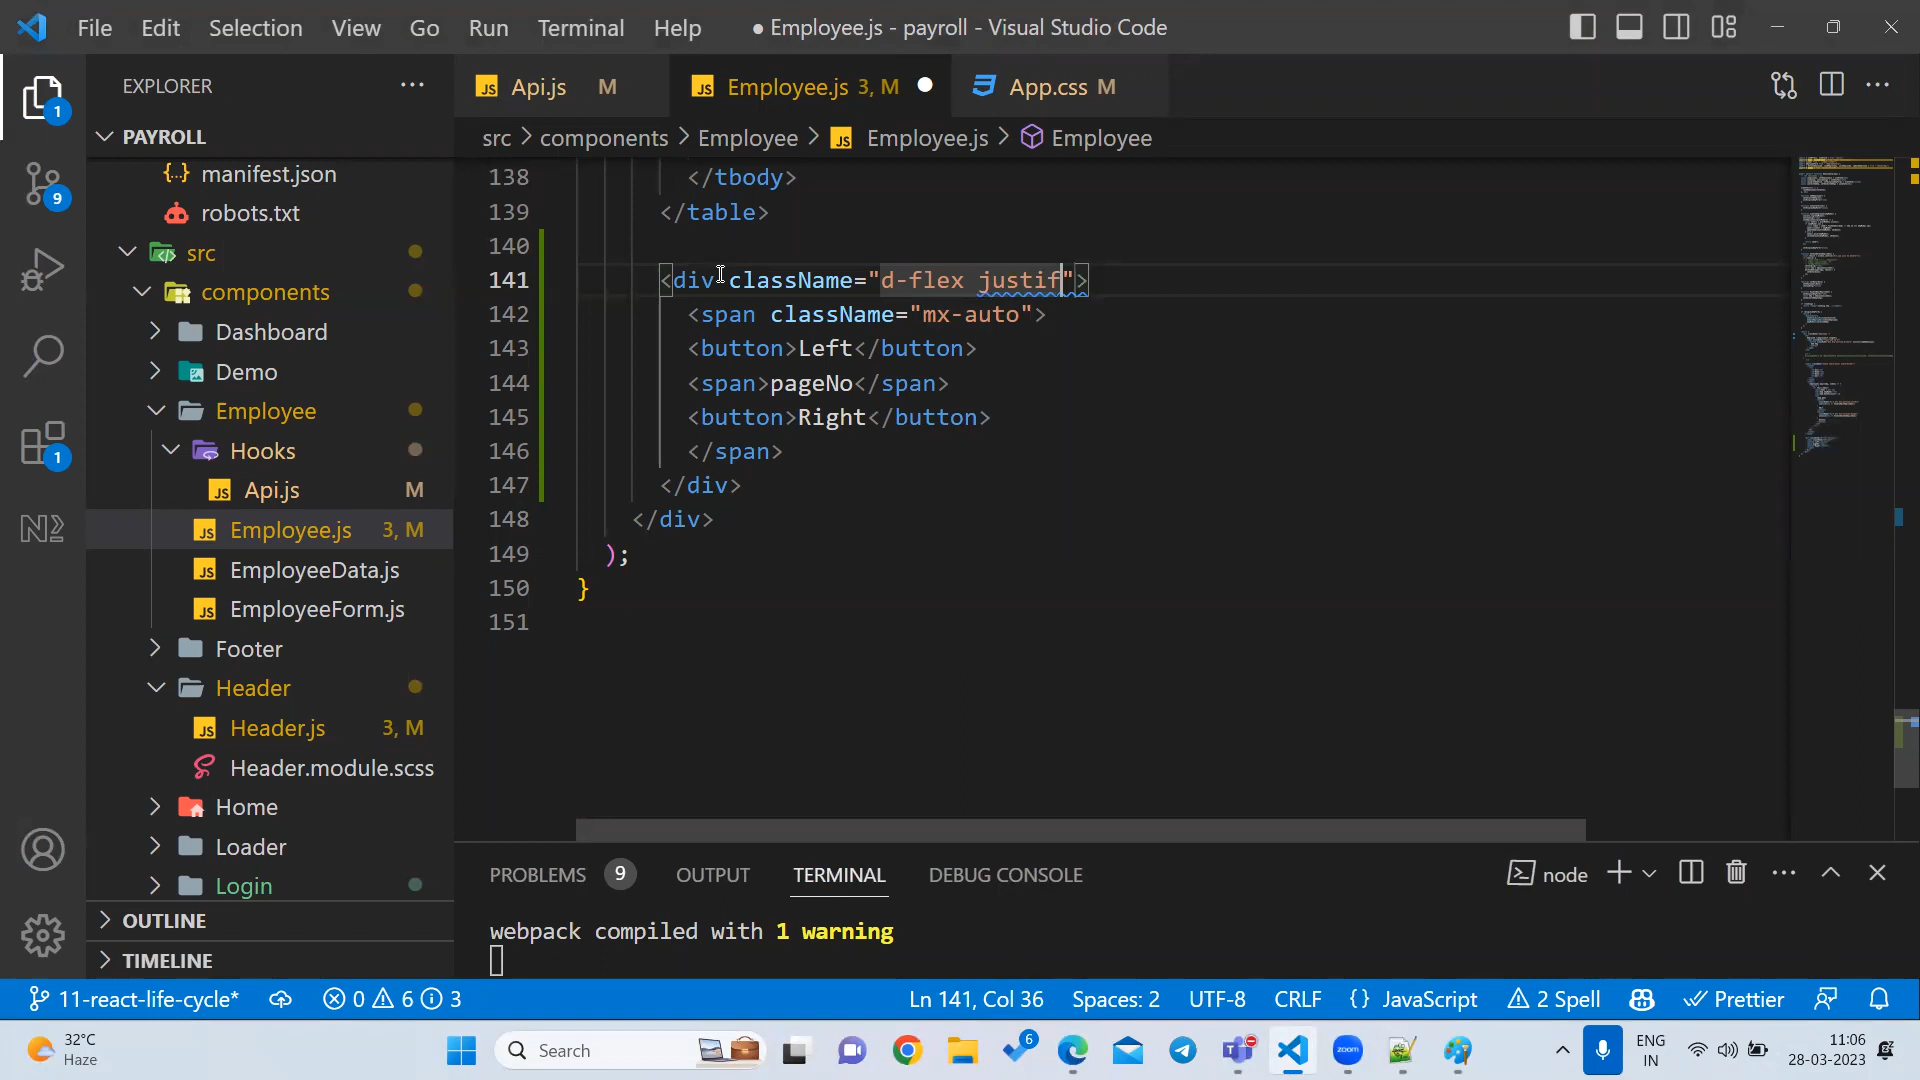 File Edit Selection View Go Run Terminal Help ● Employee.js - payroll - Visual Studio Code
EXPLORER ···
Api.js M Employee.js 3, M App.css M
PAYROLL
src > components > Employee > Employee.js > Employee
manifest.json
robots.txt
src
components
Dashboard
Demo
Employee
Hooks
Api.js M
Employee.js 3, M
EmployeeData.js
EmployeeForm.js
Footer
Header
Header.js 3, M
Header.module.scss
Home
Loader
Login
OUTLINE
TIMELINE
1
9
1
138 </tbody>
139 </table>
140
141 <div className="d-flex justif">
142 <span className="mx-auto">
143 <button>Left</button>
144 <span>pageNo</span>
145 <button>Right</button>
146 </span>
147 </div>
148 </div>
149 );
150 }
151
PROBLEMS 9 OUTPUT TERMINAL DEBUG CONSOLE node
webpack compiled with 1 warning
11-react-life-cycle* 0 6 3 Ln 141, Col 36 Spaces: 2 UTF-8 CRLF {} JavaScript 2 Spell Prettier
32°C
Haze
Search
6
zoom
ENG
IN
11:06
28-03-2023